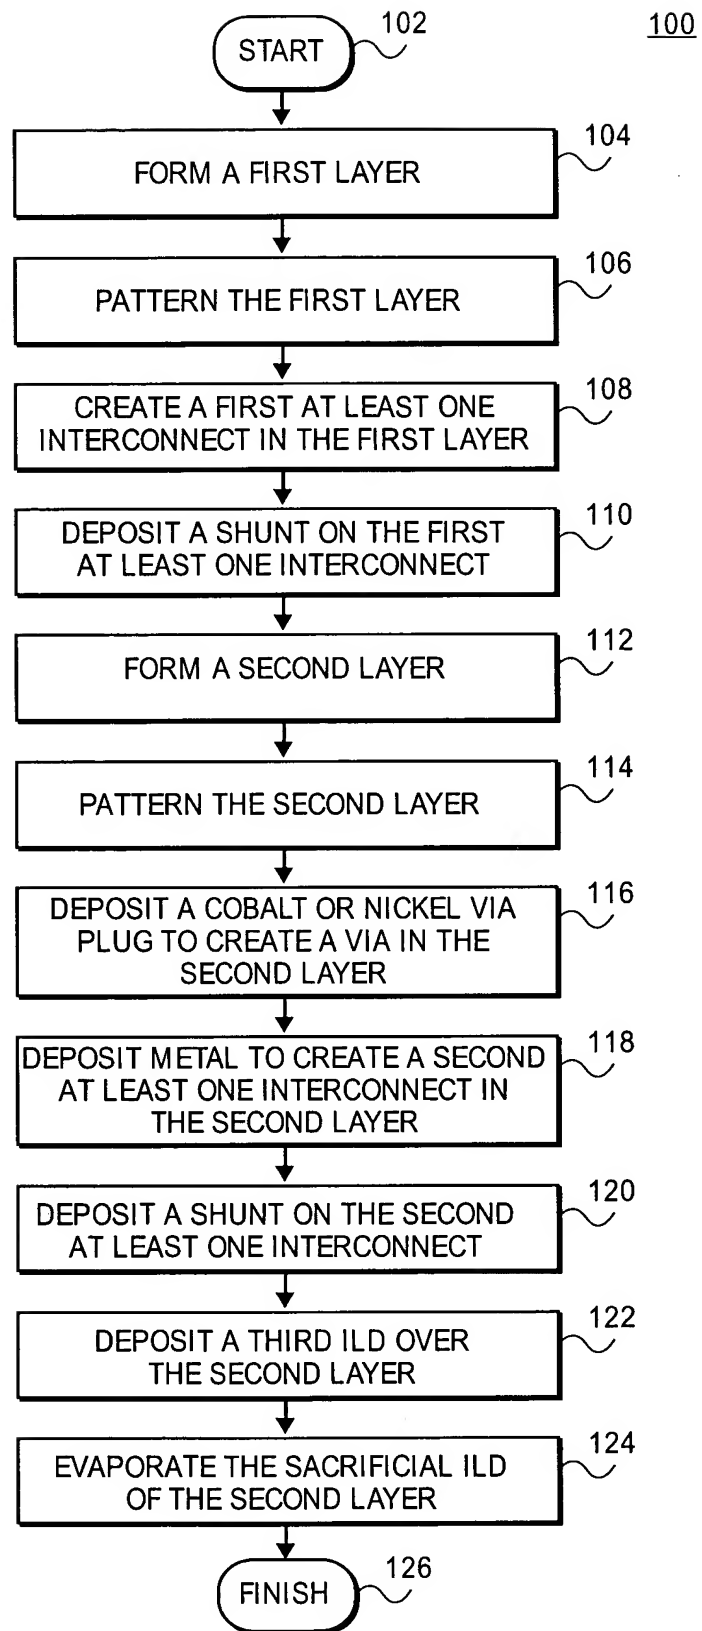 100
START
102
FORM A FIRST LAYER
104
PATTERN THE FIRST LAYER
106
CREATE A FIRST AT LEAST ONE
INTERCONNECT IN THE FIRST LAYER
108
DEPOSIT A SHUNT ON THE FIRST
AT LEAST ONE INTERCONNECT
110
FORM A SECOND LAYER
112
PATTERN THE SECOND LAYER
114
DEPOSIT A COBALT OR NICKEL VIA
PLUG TO CREATE A VIA IN THE
SECOND LAYER
116
DEPOSIT METAL TO CREATE A SECOND
AT LEAST ONE INTERCONNECT IN
THE SECOND LAYER
118
DEPOSIT A SHUNT ON THE SECOND
AT LEAST ONE INTERCONNECT
120
DEPOSIT A THIRD ILD OVER
THE SECOND LAYER
122
EVAPORATE THE SACRIFICIAL ILD
OF THE SECOND LAYER
124
FINISH
126